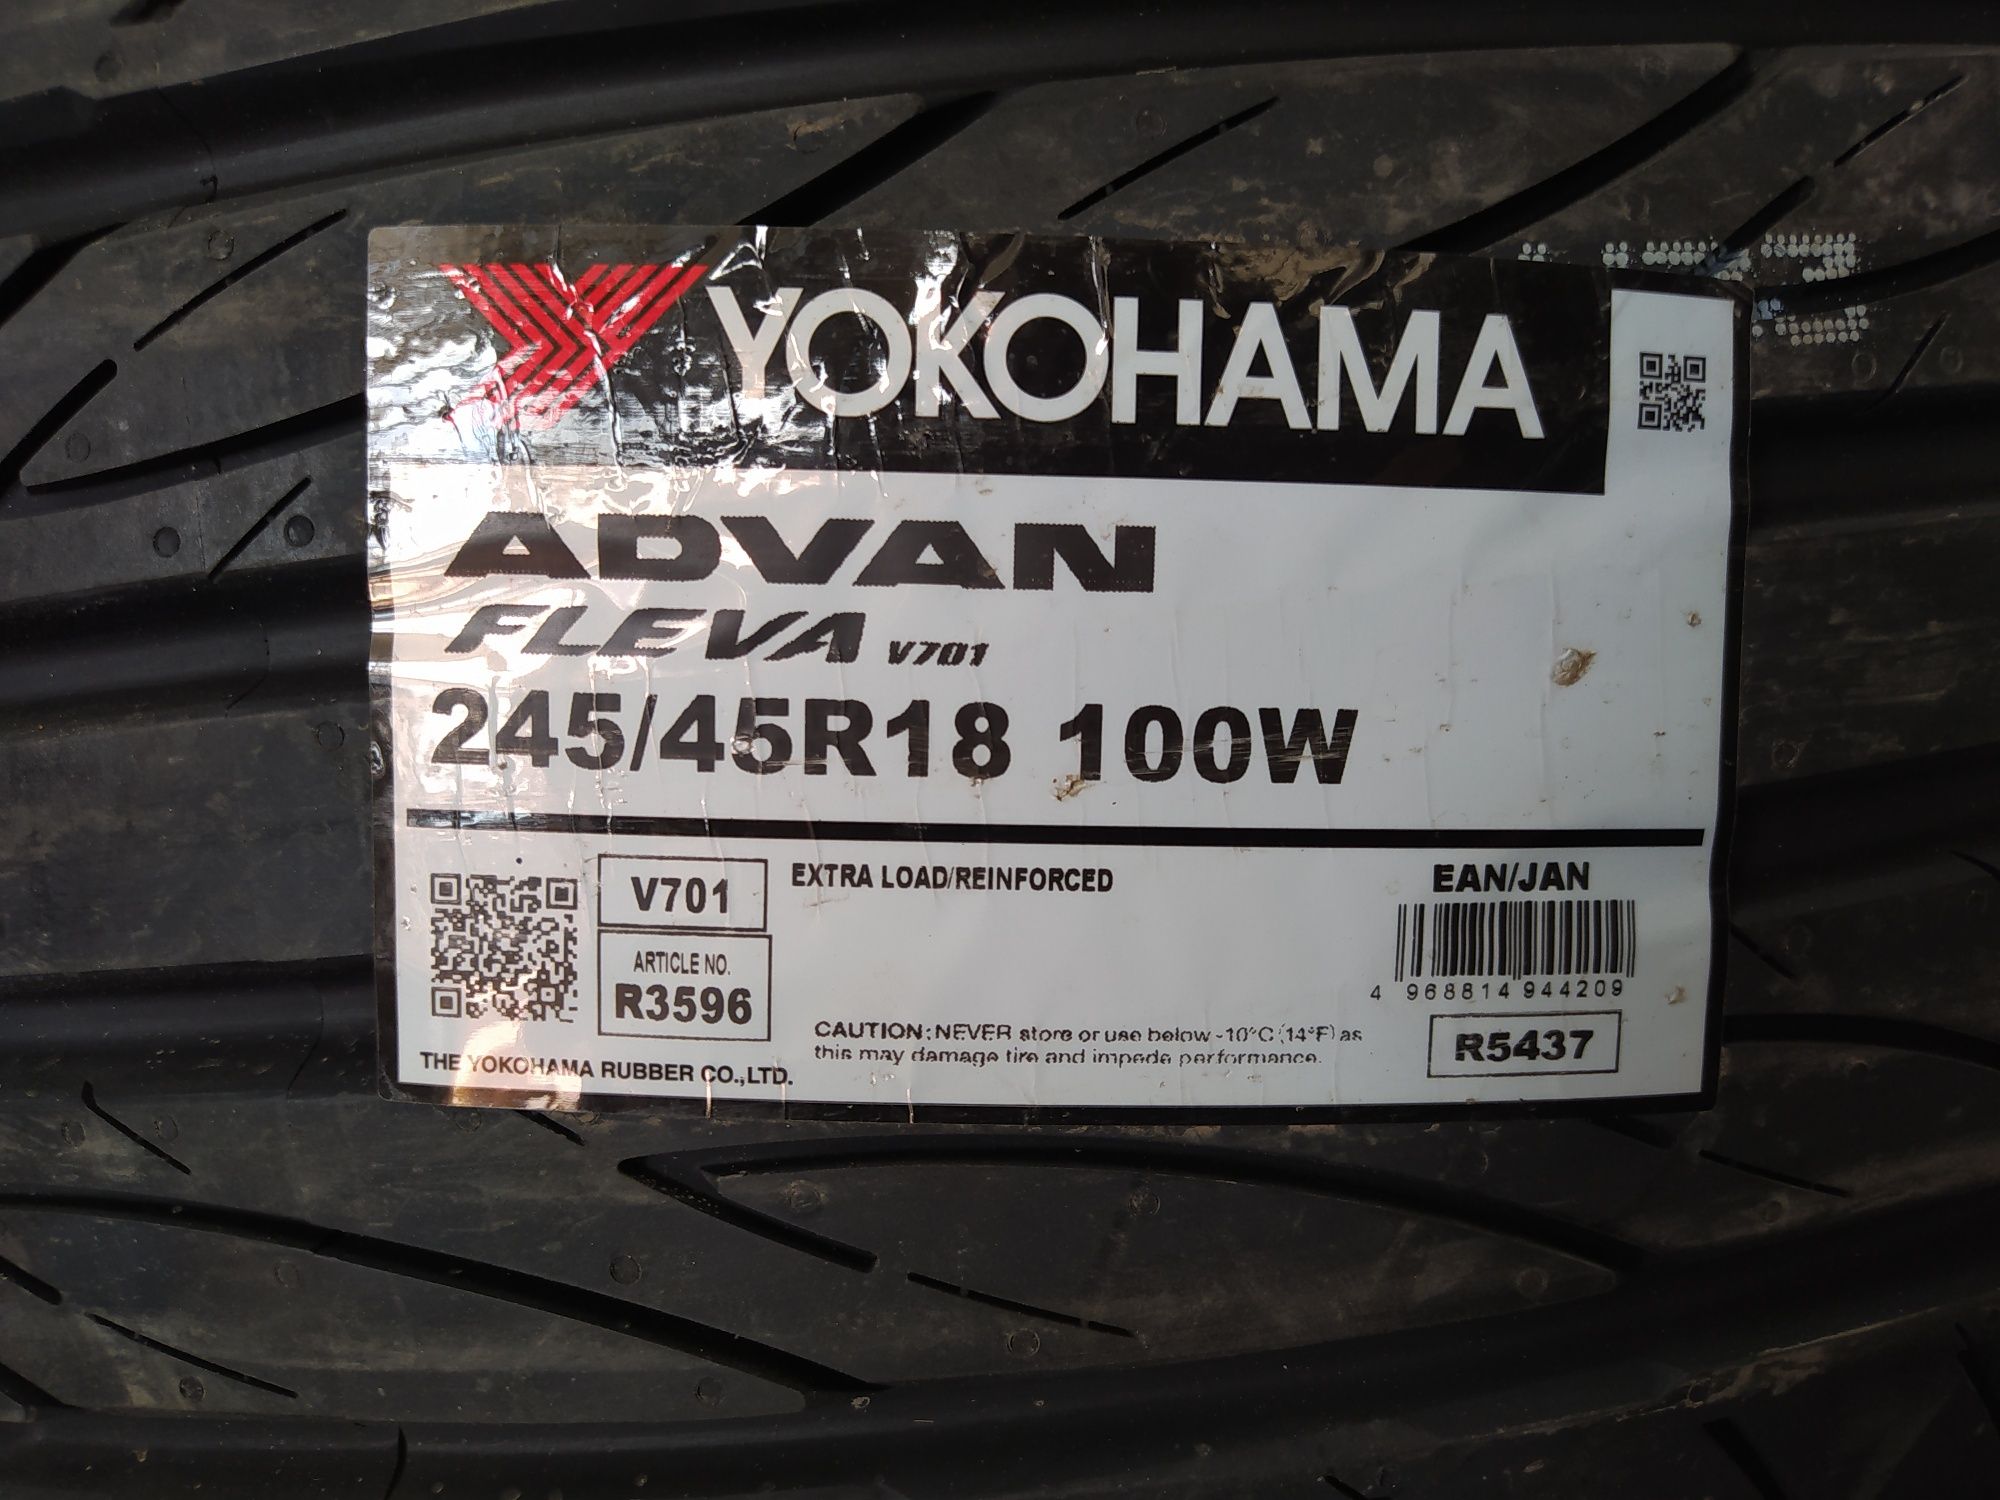 YOKOHAMA
ADVAN
FLEVA V701
245/45R18 100W
V701
EXTRA LOAD/REINFORCED
EAN/JAN
ARTICLE NO.
R3596
4 968814 944209
CAUTION: NEVER store or use below -10°C (14°F) as
this may damage tire and impede performance.
R5437
THE YOKOHAMA RUBBER CO.,LTD.